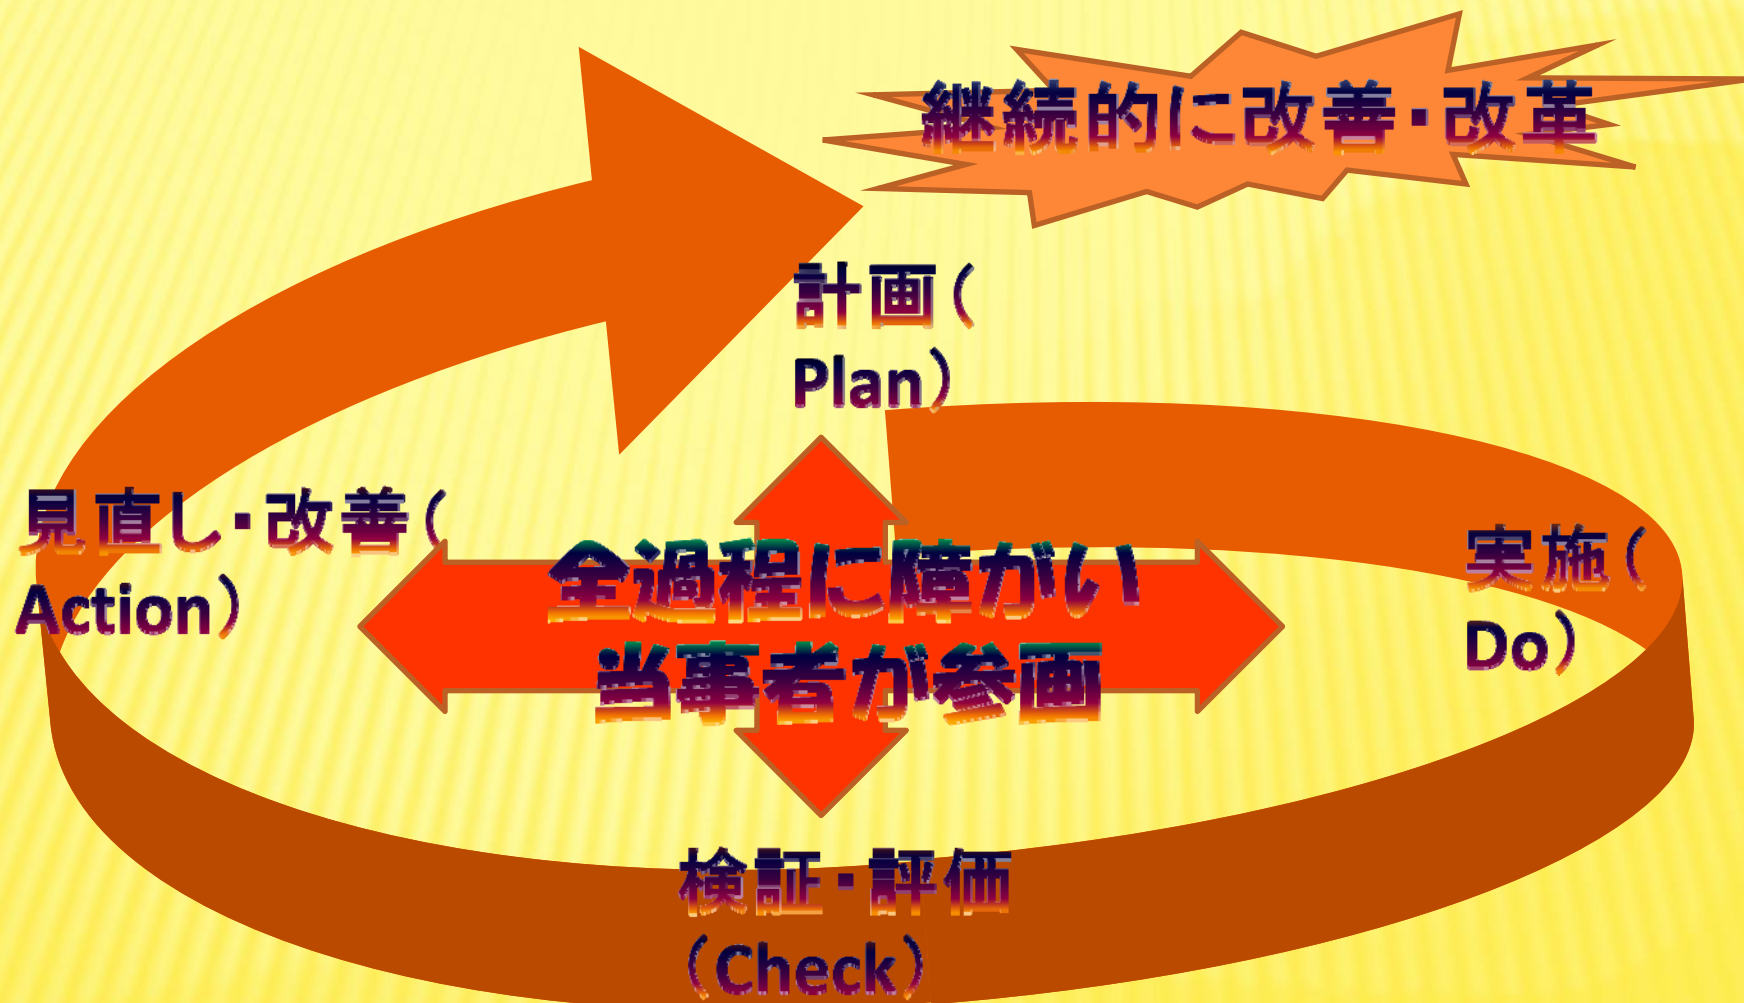 継続的に改善・改革
計画(
Plan)
見直し・改善(
Action)
全過程に障がい
当事者が参画
実施(
Do)
検証・評価
(Check)